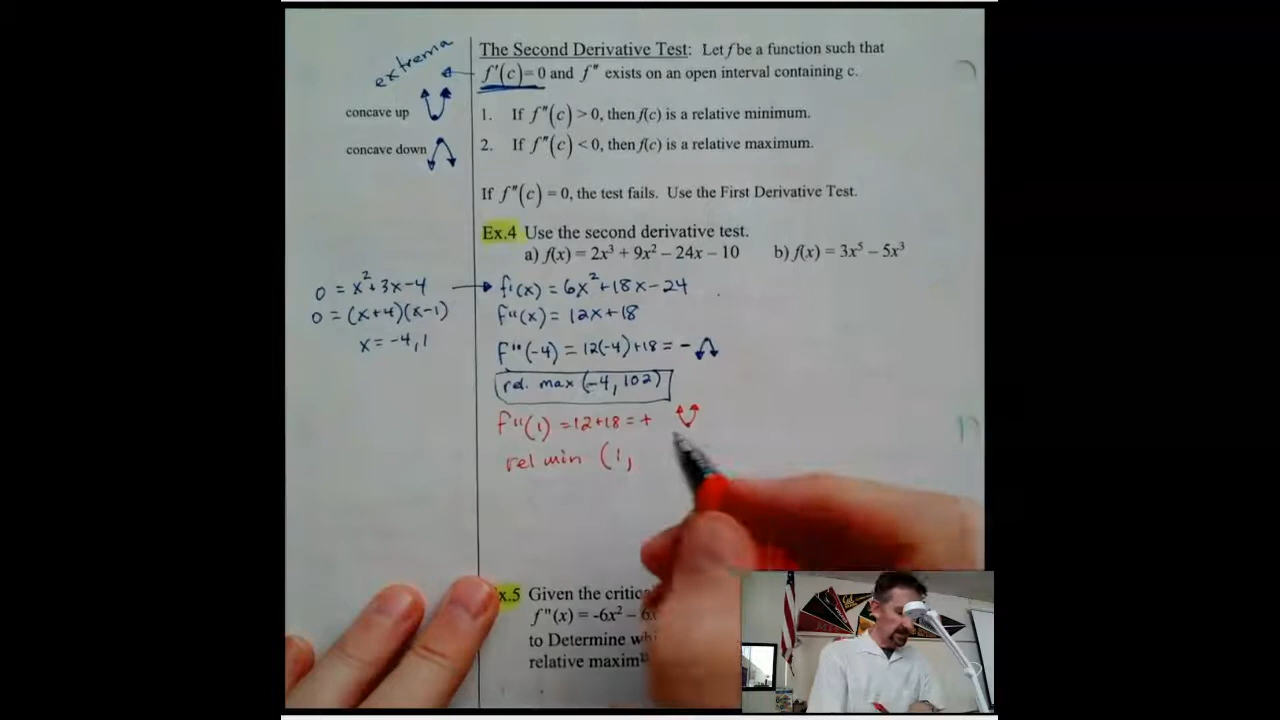 extrema
The Second Derivative Test: Let f be a function such that
f'(c) = 0 and f" exists on an open interval containing c.
concave up
1. If f"(c) > 0, then f(c) is a relative minimum.
concave down
2. If f"(c) < 0, then f(c) is a relative maximum.
If f"(c) = 0, the test fails. Use the First Derivative Test.
Ex.4 Use the second derivative test.
a) f(x) = 2x³ + 9x² – 24x – 10 b) f(x) = 3x⁵ – 5x³
0 = x²+3x-4
f'(x) = 6x²+18x-24
0 = (x+4)(x-1)
f"(x) = 12x+18
x = -4, 1
f"(-4) = 12(-4)+18 = -
rel. max (-4, 102)
f"(1) = 12+18 = +
rel min (1,
x.5 Given the critic
f"(x) = -6x² –
to Determine
relative maxim